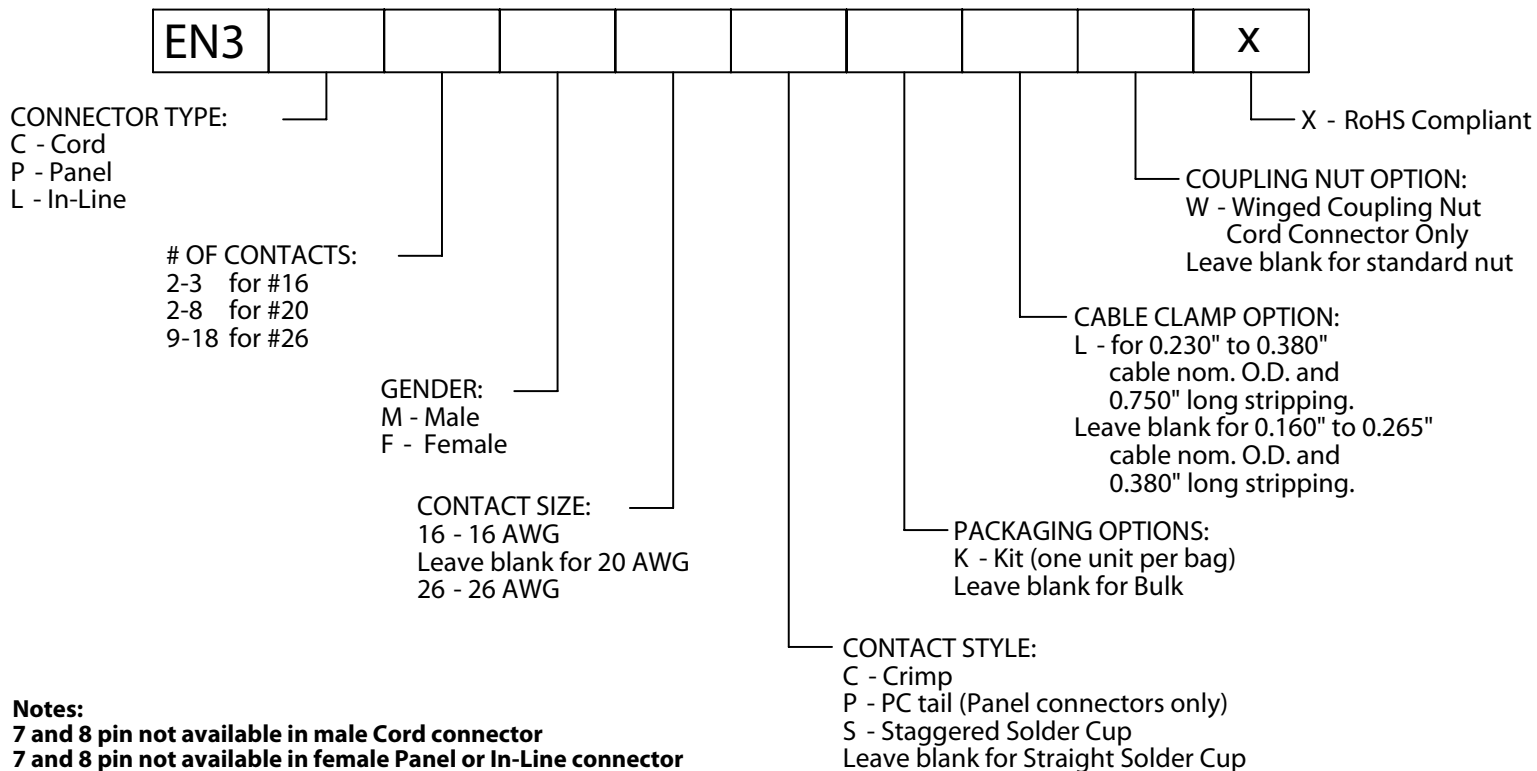 EN3 X
CONNECTOR TYPE:
C - Cord
P - Panel
L - In-Line
X - RoHS Compliant
COUPLING NUT OPTION:
W - Winged Coupling Nut
Cord Connector Only
Leave blank for standard nut
# OF CONTACTS:
2-3 for #16
2-8 for #20
9-18 for #26
CABLE CLAMP OPTION:
L - for 0.230" to 0.380"
cable nom. O.D. and
0.750" long stripping.
Leave blank for 0.160" to 0.265"
cable nom. O.D. and
0.380" long stripping.
GENDER:
M - Male
F - Female
CONTACT SIZE:
16 - 16 AWG
Leave blank for 20 AWG
26 - 26 AWG
PACKAGING OPTIONS:
K - Kit (one unit per bag)
Leave blank for Bulk
CONTACT STYLE:
C - Crimp
P - PC tail (Panel connectors only)
S - Staggered Solder Cup
Leave blank for Straight Solder Cup
Notes:
7 and 8 pin not available in male Cord connector
7 and 8 pin not available in female Panel or In-Line connector